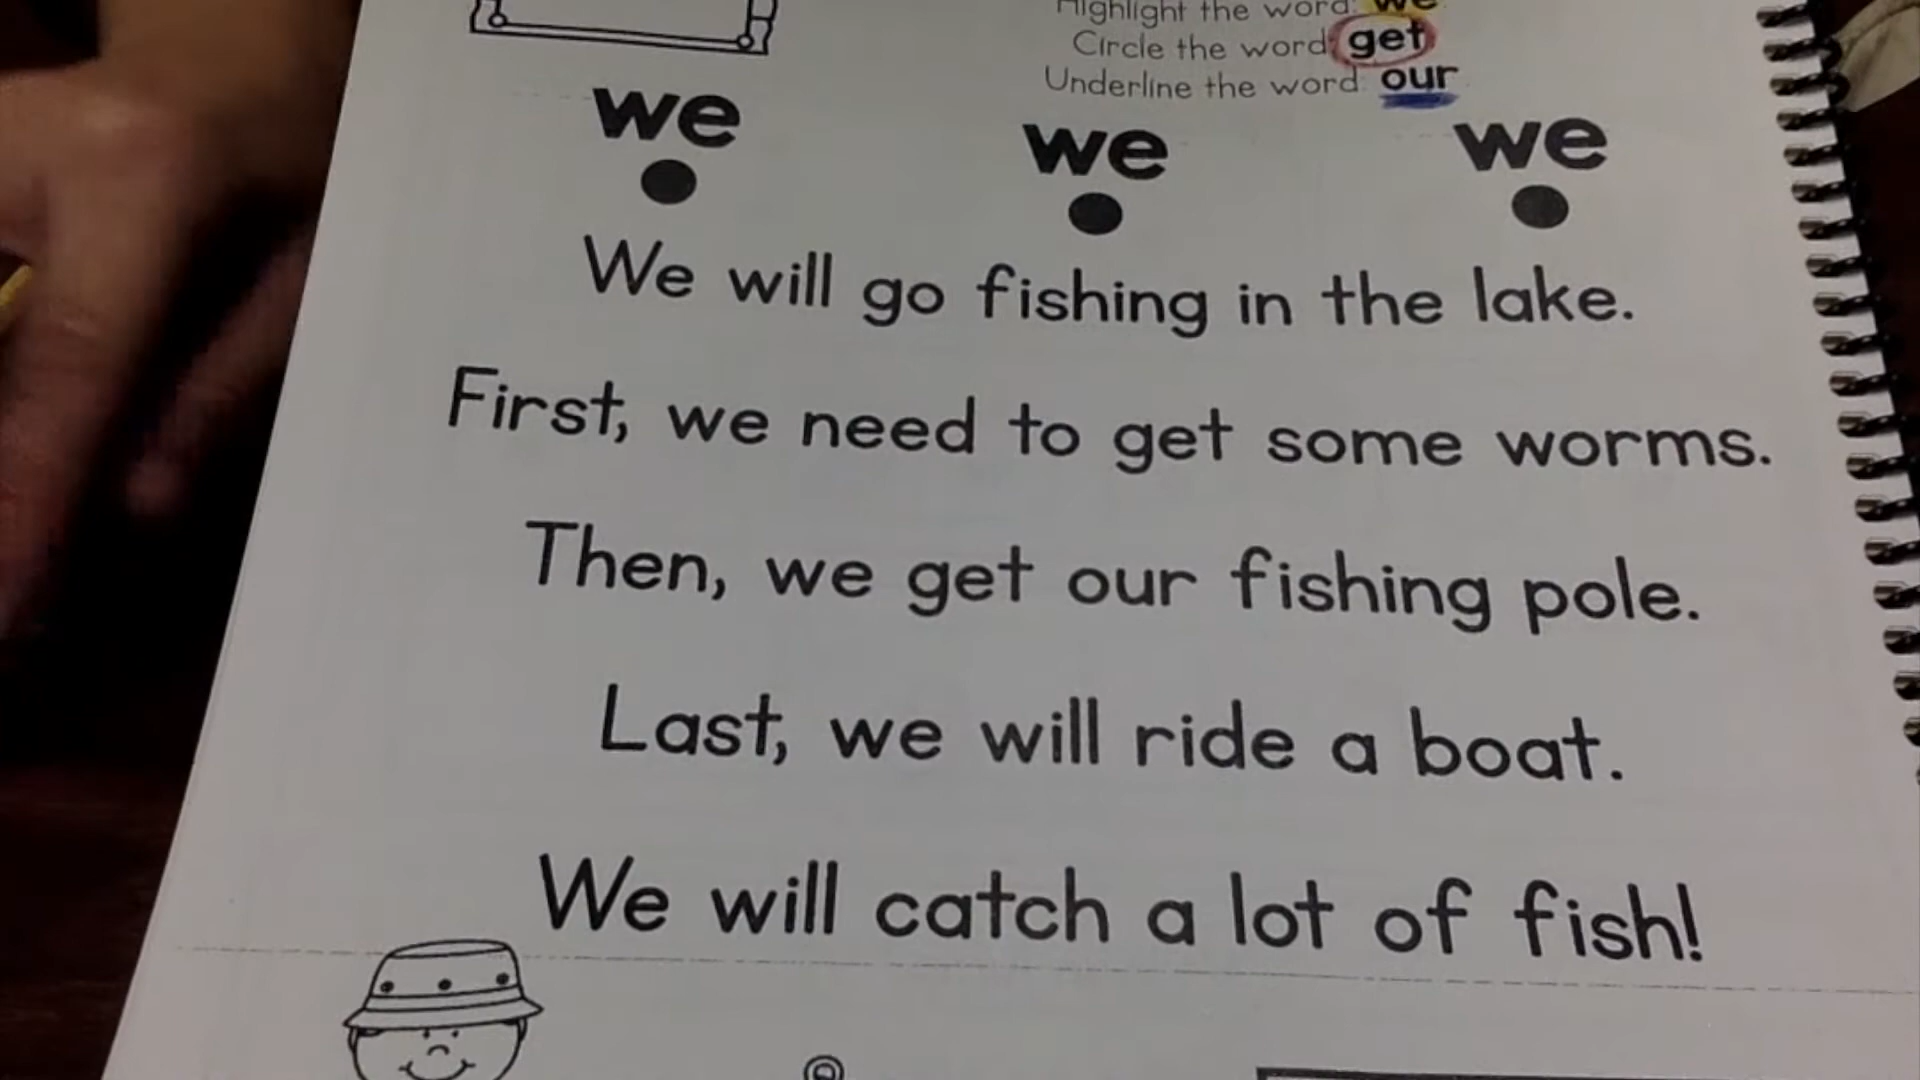 Highlight the word: we
Circle the word: get
Underline the word: our
we we we
We will go fishing in the lake.
First, we need to get some worms.
Then, we get our fishing pole.
Last, we will ride a boat.
We will catch a lot of fish!